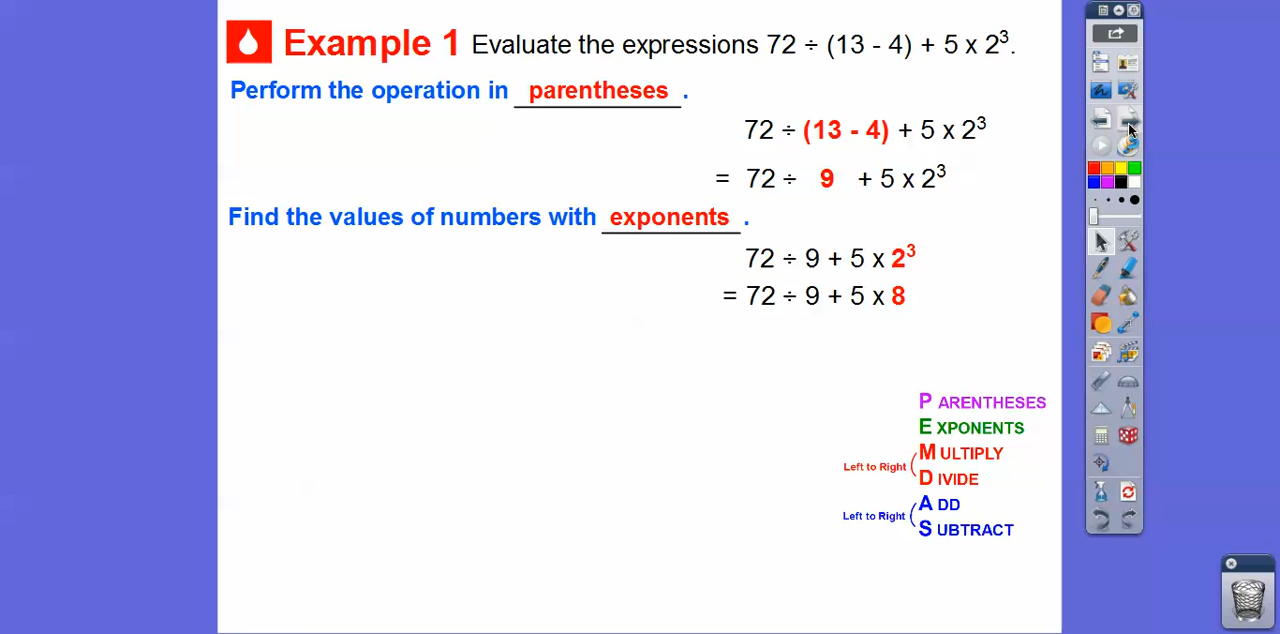 Example 1 Evaluate the expressions 72 ÷ (13 - 4) + 5 x 2³.
Perform the operation in parentheses .
72 ÷ (13 - 4) + 5 x 2³
= 72 ÷ 9 + 5 x 2³
Find the values of numbers with exponents .
72 ÷ 9 + 5 x 2³
= 72 ÷ 9 + 5 x 8
P ARENTHESES
E XPONENTS
M ULTIPLY
Left to Right
D IVIDE
A DD
Left to Right
S UBTRACT